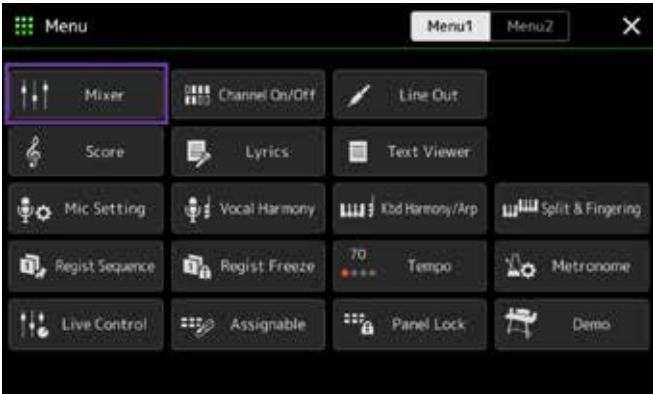 Menu Menu1 Menu2
Mixer Channel On/Off Line Out
Score Lyrics Text Viewer
Mic Setting Vocal Harmony Kbd Harmony/Arp Split & Fingering
70
Regist Sequence Regist Freeze Tempo Metronome
Live Control Assignable Panel Lock Demo